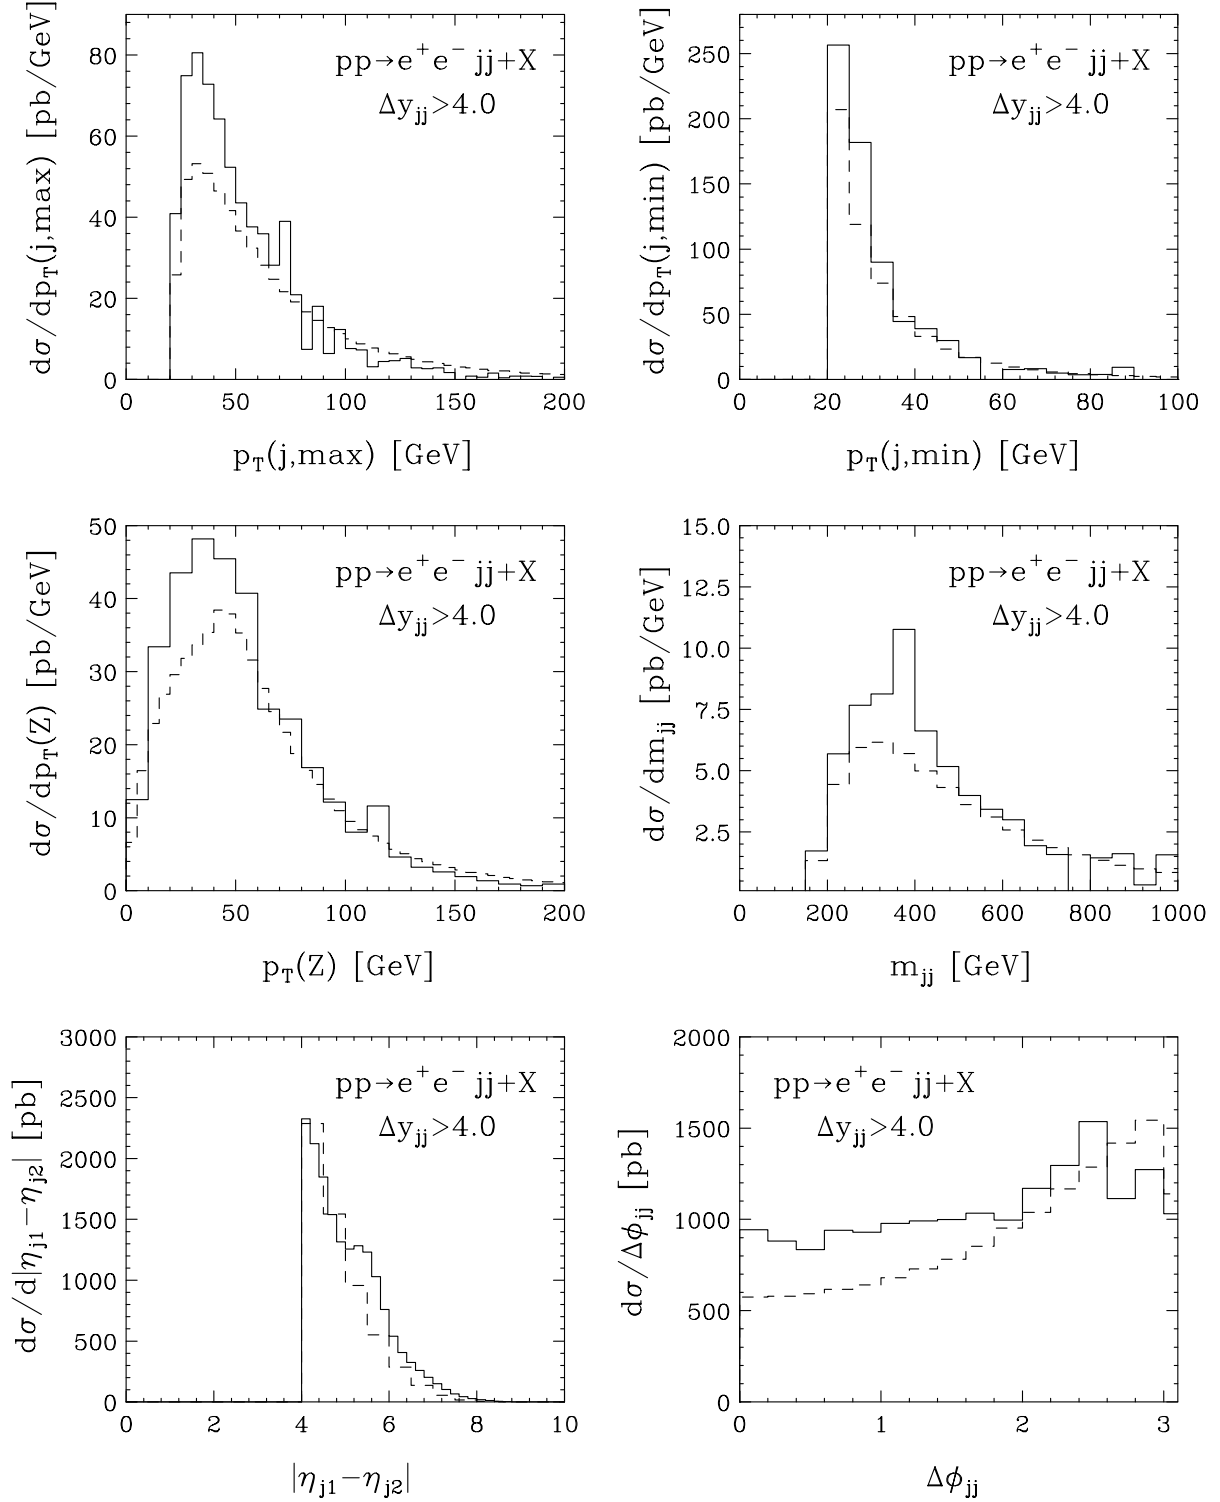 dσ/dp_T(j,max) [pb/GeV]
80
60
40
20
0
pp→e⁺e⁻ jj+X
Δy_jj>4.0
0 50 100 150 200
p_T(j,max) [GeV]
dσ/dp_T(j,min) [pb/GeV]
250
200
150
100
50
0
pp→e⁺e⁻ jj+X
Δy_jj>4.0
0 20 40 60 80 100
p_T(j,min) [GeV]
dσ/dp_T(Z) [pb/GeV]
50
40
30
20
10
0
pp→e⁺e⁻ jj+X
Δy_jj>4.0
0 50 100 150 200
p_T(Z) [GeV]
dσ/dm_jj [pb/GeV]
15.0
12.5
10.0
7.5
5.0
2.5
pp→e⁺e⁻ jj+X
Δy_jj>4.0
0 200 400 600 800 1000
m_jj [GeV]
dσ/d|η_j1−η_j2| [pb]
3000
2500
2000
1500
1000
500
0
pp→e⁺e⁻ jj+X
Δy_jj>4.0
0 2 4 6 8 10
|η_j1−η_j2|
dσ/Δϕ_jj [pb]
2000
1500
1000
500
0
pp→e⁺e⁻ jj+X
Δy_jj>4.0
0 1 2 3
Δϕ_jj